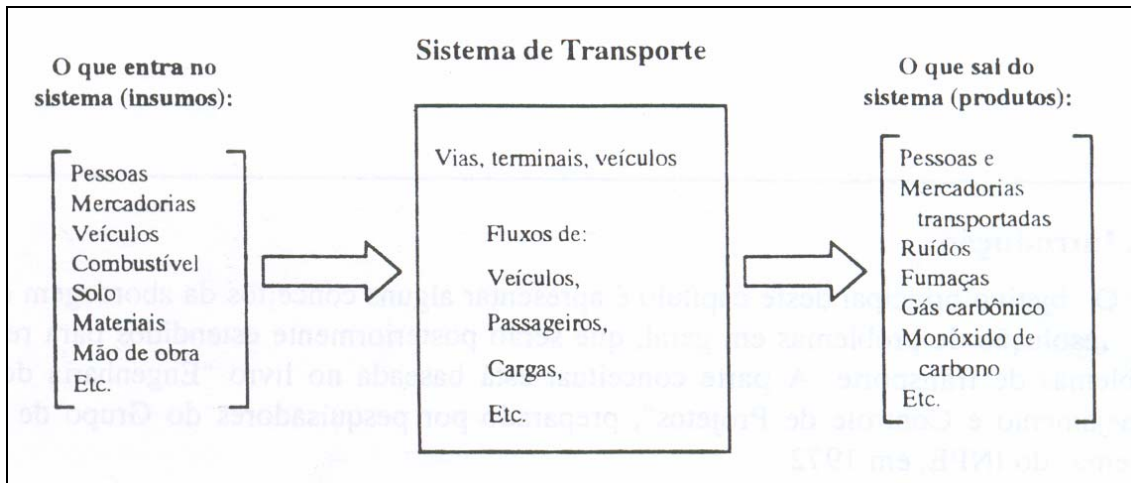 Sistema de Transporte
O que entra no
sistema (insumos):
Pessoas
Mercadorias
Veículos
Combustível
Solo
Materiais
Mão de obra
Etc.
Vias, terminais, veículos
Fluxos de:
Veículos,
Passageiros,
Cargas,
Etc.
O que sai do
sistema (produtos):
Pessoas e
Mercadorias
transportadas
Ruídos
Fumaças
Gás carbônico
Monóxido de
carbono
Etc.